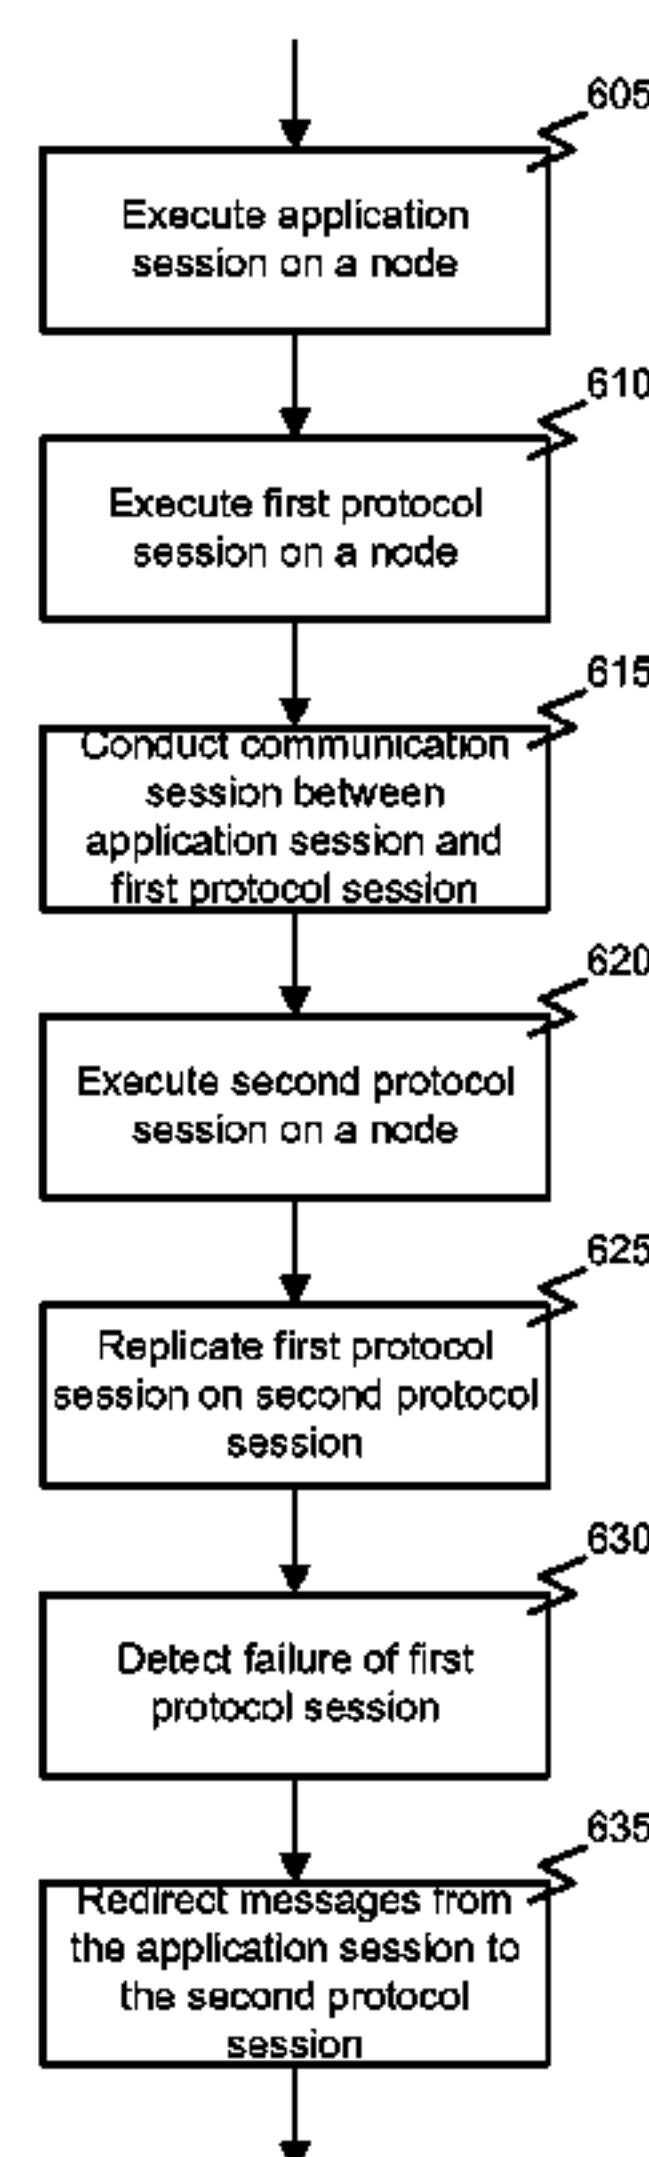 605
Execute application
session on a node
610
Execute first protocol
session on a node
615
Conduct communication
session between
application session and
first protocol session
620
Execute second protocol
session on a node
625
Replicate first protocol
session on second protocol
session
630
Detect failure of first
protocol session
635
Redirect messages from
the application session to
the second protocol
session